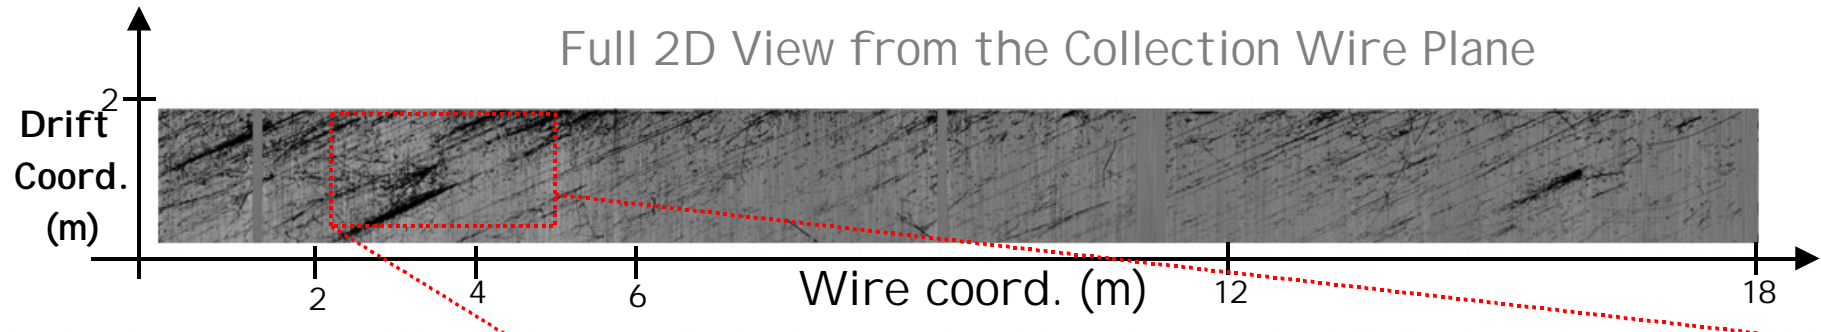 Full 2D View from the Collection Wire Plane
2
Drift
Coord.
(m)
2
4
6
Wire coord. (m)
12
18